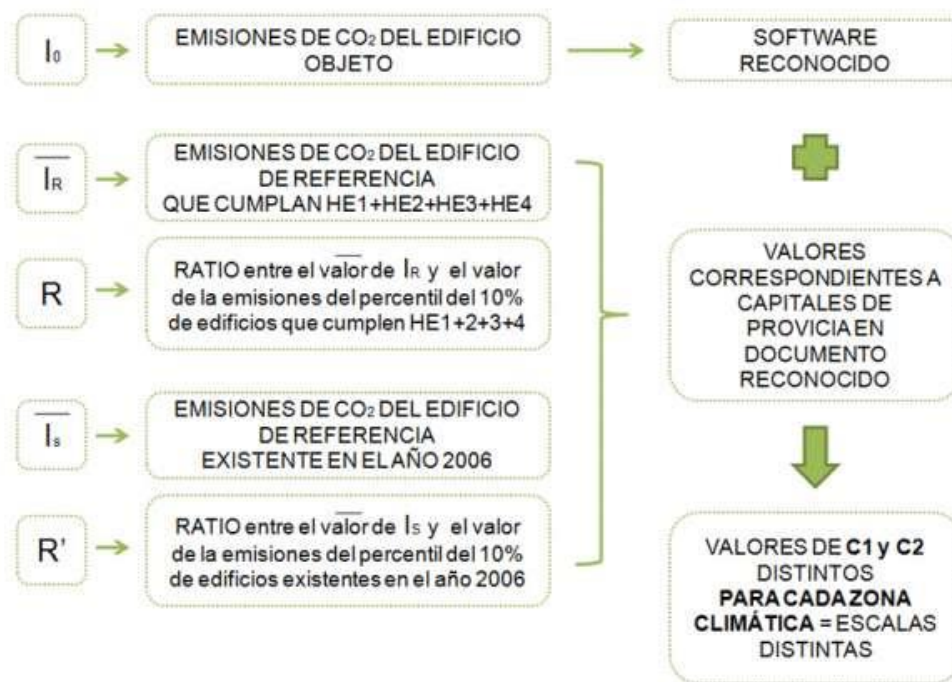 I₀
EMISIONES DE CO₂ DEL EDIFICIO
OBJETO
SOFTWARE
RECONOCIDO
I̅R̅
EMISIONES DE CO₂ DEL EDIFICIO
DE REFERENCIA
QUE CUMPLAN HE1+HE2+HE3+HE4
R
RATIO entre el valor de IR y el valor
de la emisiones del percentil del 10%
de edificios que cumplen HE1+2+3+4
I̅s̅
EMISIONES DE CO₂ DEL EDIFICIO
DE REFERENCIA
EXISTENTE EN EL AÑO 2006
R'
RATIO entre el valor de IS y el valor
de la emisiones del percentil del 10%
de edificios existentes en el año 2006
VALORES
CORRESPONDIENTES A
CAPITALES DE
PROVICIA EN
DOCUMENTO
RECONOCIDO
VALORES DE C1 y C2
DISTINTOS
PARA CADA ZONA
CLIMÁTICA = ESCALAS
DISTINTAS